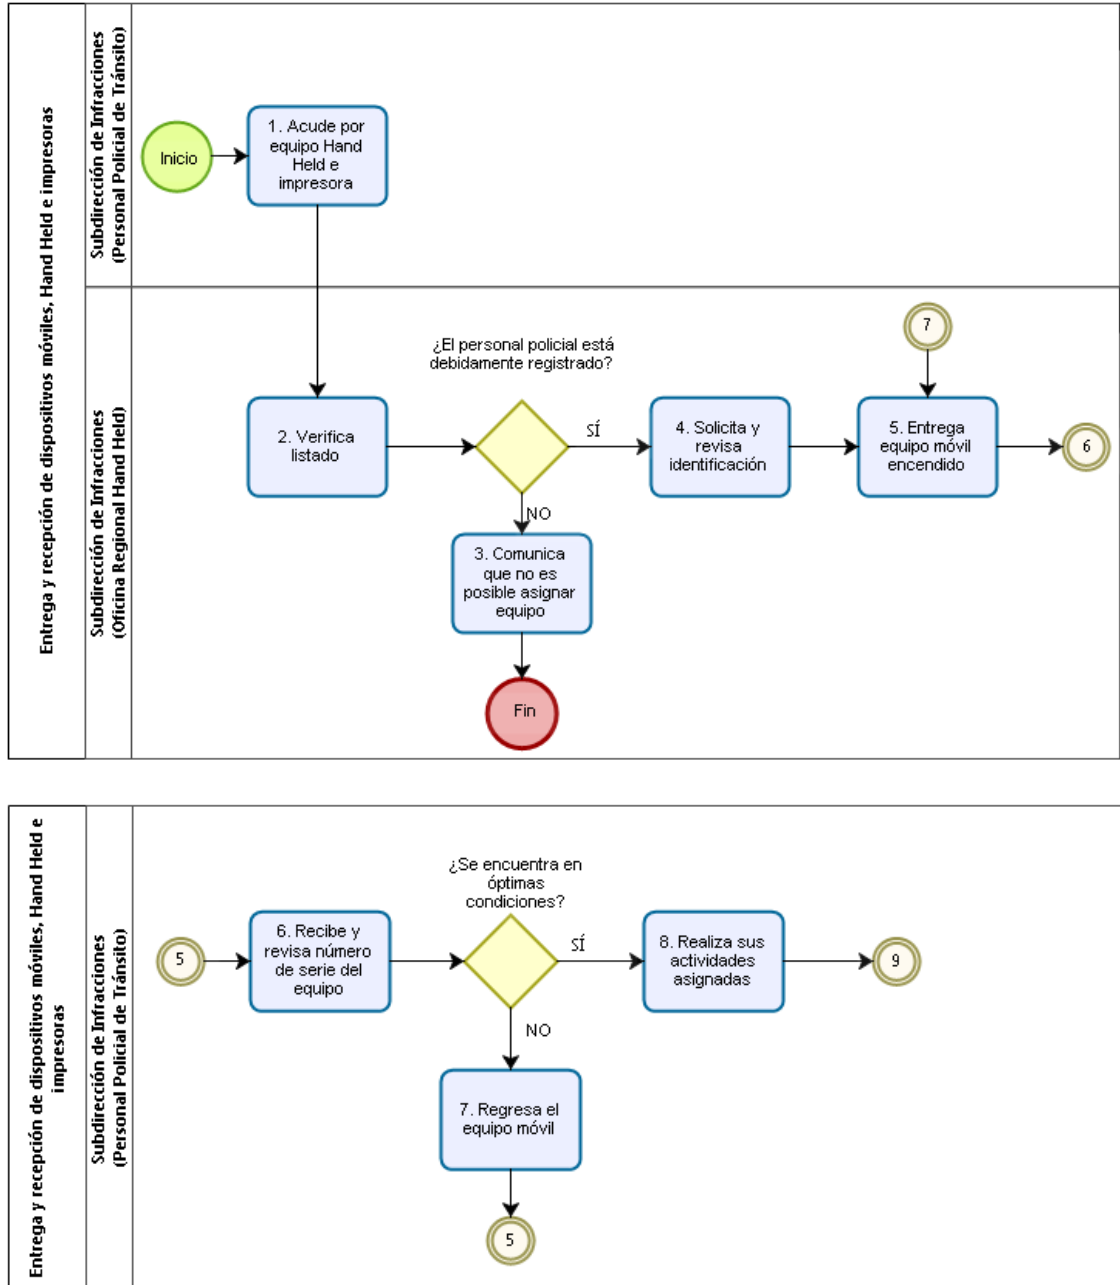 Entrega y recepción de dispositivos móviles, Hand Held e impresoras
Subdirección de Infracciones
(Personal Policial de Tránsito)
Inicio
1. Acude por
equipo Hand
Held e
impresora
Subdirección de Infracciones
(Oficina Regional Hand Held)
2. Verifica
listado
¿El personal policial está
debidamente registrado?
SÍ
NO
3. Comunica
que no es
posible asignar
equipo
Fin
4. Solicita y
revisa
identificación
7
5. Entrega
equipo móvil
encendido
6
Entrega y recepción de dispositivos móviles, Hand Held e
impresoras
Subdirección de Infracciones
(Personal Policial de Tránsito)
5
6. Recibe y
revisa número
de serie del
equipo
¿Se encuentra en
óptimas
condiciones?
SÍ
NO
8. Realiza sus
actividades
asignadas
9
7. Regresa el
equipo móvil
5